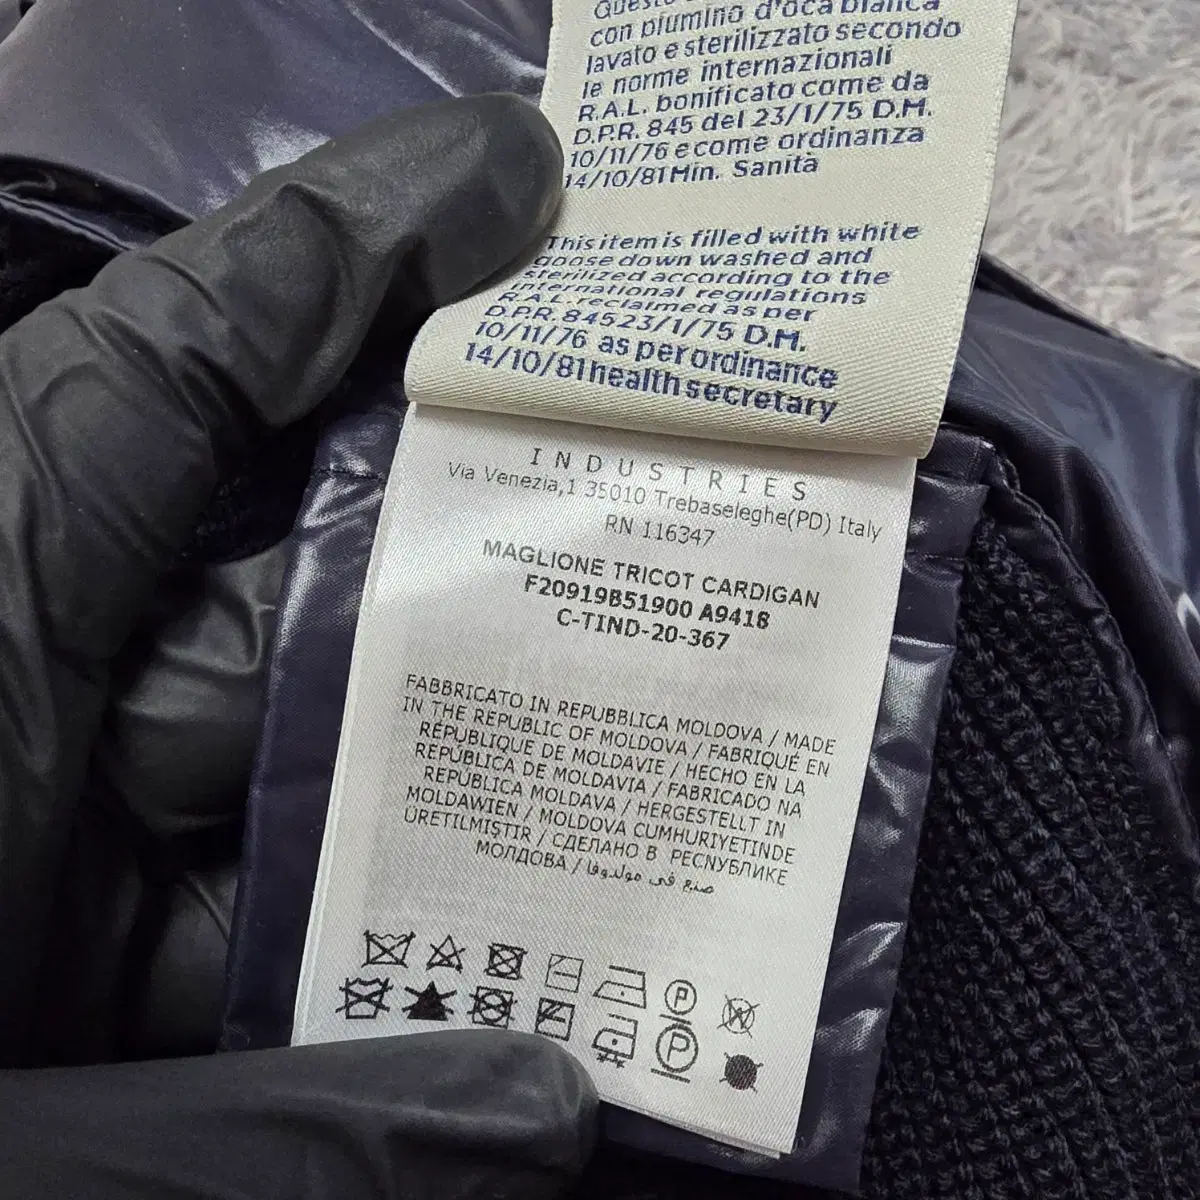 Questo
con piumino d'oca bianca
lavato e sterilizzato secondo
le norme internazionali
R.A.L. bonificato come da
D.P.R. 845 del 23/1/75 D.M.
10/11/76 e come ordinanza
14/10/81 Min. Sanità
This item is filled with white
goose down washed and
sterilized according to the
international regulations
R.A.L. reclaimed as per
D.P.R. 84523/1/75 D.M.
10/11/76 as per ordinance
14/10/81 health secretary
INDUSTRIES
Via Venezia,1 35010 Trebaseleghe(PD) Italy
RN 116347
MAGLIONE TRICOT CARDIGAN
F20919B51900 A9418
C-TIND-20-367
FABBRICATO IN REPUBBLICA MOLDOVA / MADE
IN THE REPUBLIC OF MOLDOVA / FABRIQUÉ EN
RÉPUBLIQUE DE MOLDAVIE / HECHO EN LA
REPÚBLICA DE MOLDAVIA / FABRICADO NA
REPÚBLICA MOLDAVA / HERGESTELLT IN
MOLDAWIEN / MOLDOVA CUMHURIYETINDE
ÜRETILMIŞTIR / СДЕЛАНО В РЕСПУБЛИКЕ
МОЛДОВА / صنع في مولدوفا
P
W
P